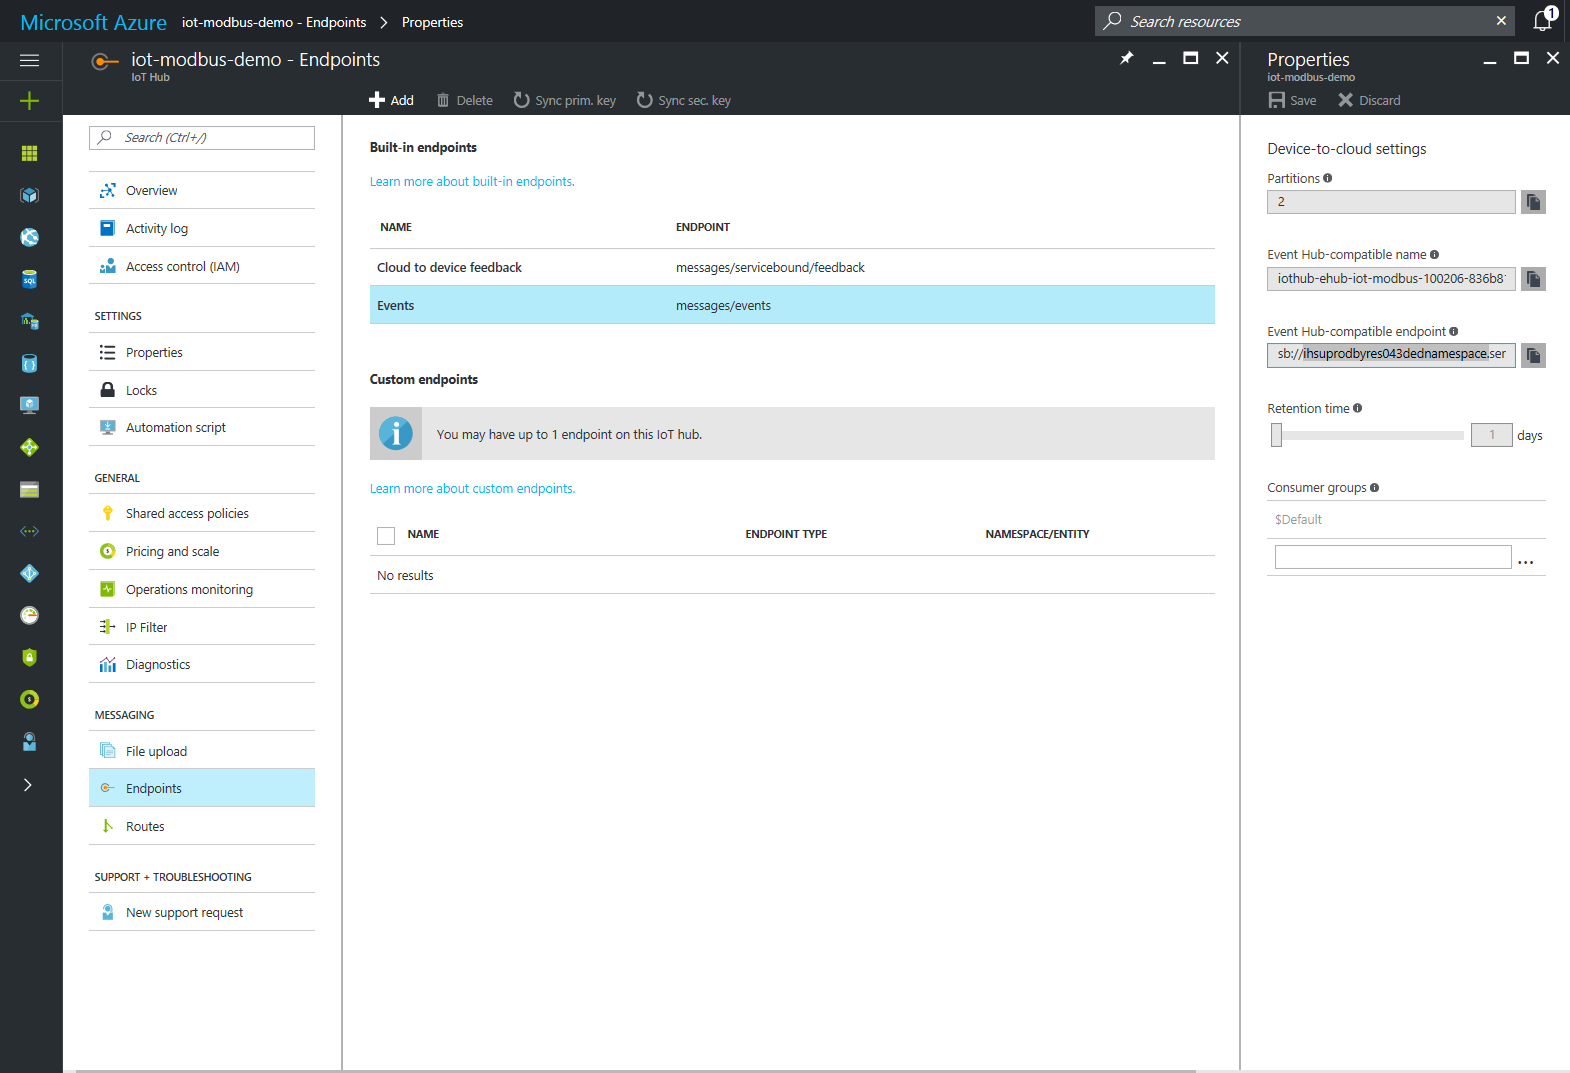 Microsoft Azure iot-modbus-demo - Endpoints > Properties
Search resources
1
iot-modbus-demo - Endpoints
IoT Hub
Add Delete Sync prim. key Sync sec. key
Search (Ctrl+/)
Overview
Activity log
Access control (IAM)
SETTINGS
Properties
Locks
Automation script
GENERAL
Shared access policies
Pricing and scale
Operations monitoring
IP Filter
Diagnostics
MESSAGING
File upload
Endpoints
Routes
SUPPORT + TROUBLESHOOTING
New support request
Built-in endpoints
Learn more about built-in endpoints.
NAME ENDPOINT
Cloud to device feedback messages/servicebound/feedback
Events messages/events
Custom endpoints
You may have up to 1 endpoint on this IoT hub.
Learn more about custom endpoints.
NAME ENDPOINT TYPE NAMESPACE/ENTITY
No results
Properties
iot-modbus-demo
Save Discard
Device-to-cloud settings
Partitions
2
Event Hub-compatible name
iothub-ehub-iot-modbus-100206-836b8
Event Hub-compatible endpoint
sb://ihsuprodbyres043dednamespace.ser
Retention time
1 days
Consumer groups
$Default
...
SQL